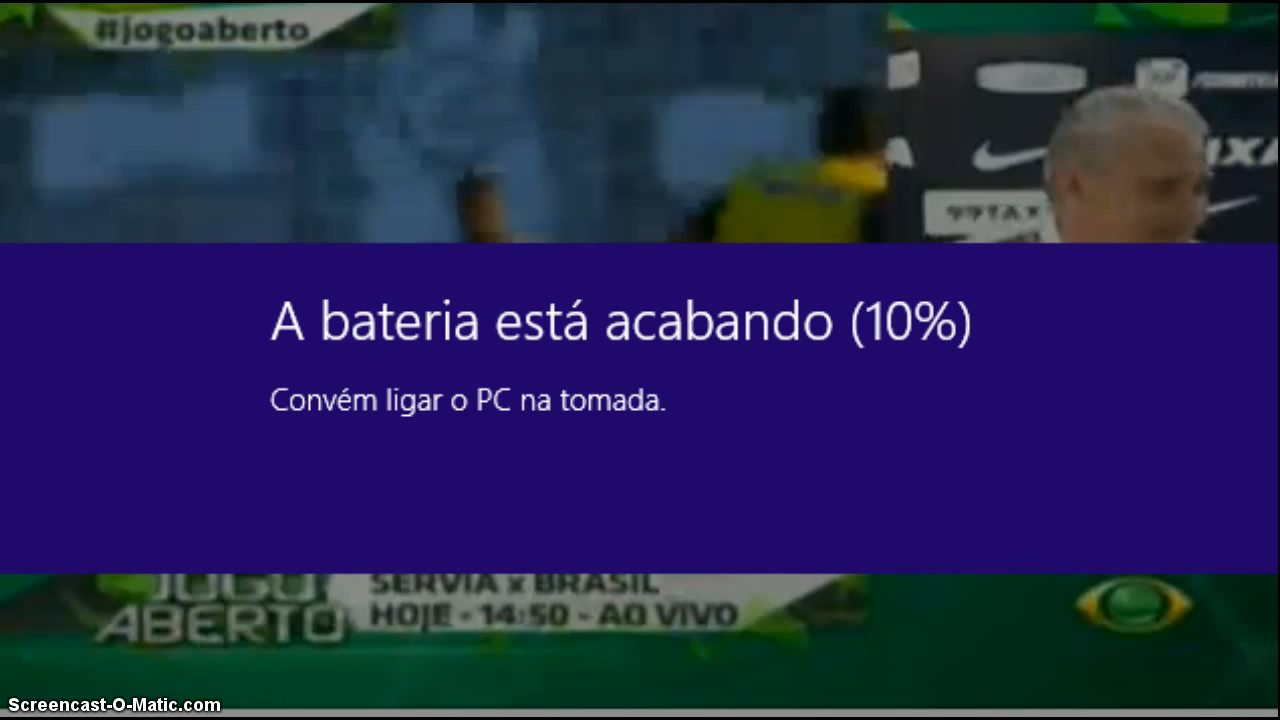 #jogoaberto
99TAX
A bateria está acabando (10%)
Convém ligar o PC na tomada.
JOGO
ABERTO
SERVIA x BRASIL
HOJE - 14:50 - AO VIVO
Screencast-O-Matic.com